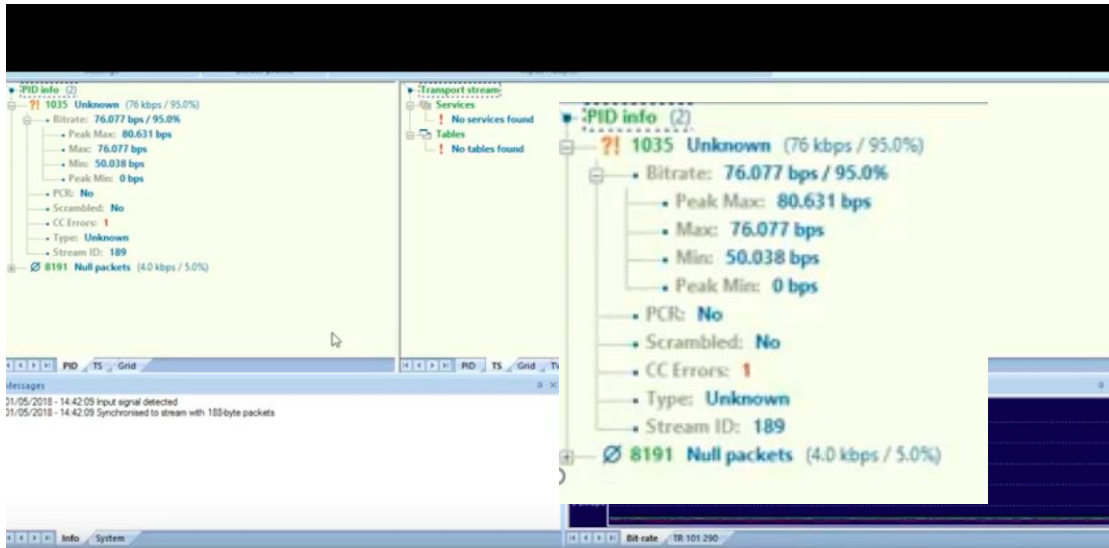 PID info (2)
?! 1035 Unknown (76 kbps / 95.0%)
Bitrate: 76.077 bps / 95.0%
Peak Max: 80.631 bps
Max: 76.077 bps
Min: 50.038 bps
Peak Min: 0 bps
PCR: No
Scrambled: No
CC Errors: 1
Type: Unknown
Stream ID: 189
8191 Null packets (4.0 kbps / 5.0%)
PID TS Grid
Transport stream
Services
! No services found
Tables
! No tables found
PID TS Grid
PID info (2)
?! 1035 Unknown (76 kbps / 95.0%)
Bitrate: 76.077 bps / 95.0%
Peak Max: 80.631 bps
Max: 76.077 bps
Min: 50.038 bps
Peak Min: 0 bps
PCR: No
Scrambled: No
CC Errors: 1
Type: Unknown
Stream ID: 189
8191 Null packets (4.0 kbps / 5.0%)
Messages
01/05/2018 - 14:42:09 Input signal detected
01/05/2018 - 14:42:09 Synchronised to stream with 188-byte packets
Info System
Bit-rate TR 101 290